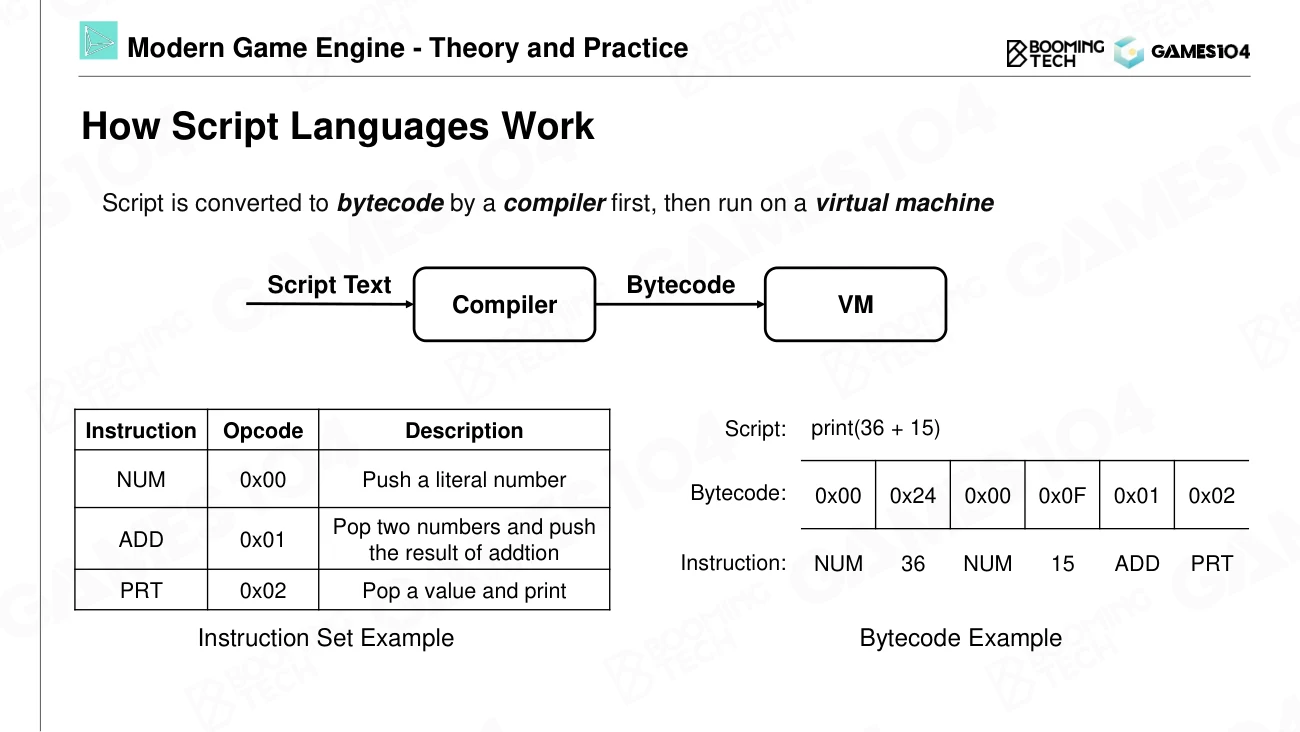 Modern Game Engine - Theory and Practice
BOOMING
TECH
GAMES104
How Script Languages Work
Script is converted to bytecode by a compiler first, then run on a virtual machine
Script Text
Compiler
Bytecode
VM
Instruction Opcode Description
NUM 0x00 Push a literal number
ADD 0x01 Pop two numbers and push
the result of addtion
PRT 0x02 Pop a value and print
Instruction Set Example
Script: print(36 + 15)
Bytecode: 0x00 0x24 0x00 0x0F 0x01 0x02
Instruction: NUM 36 NUM 15 ADD PRT
Bytecode Example